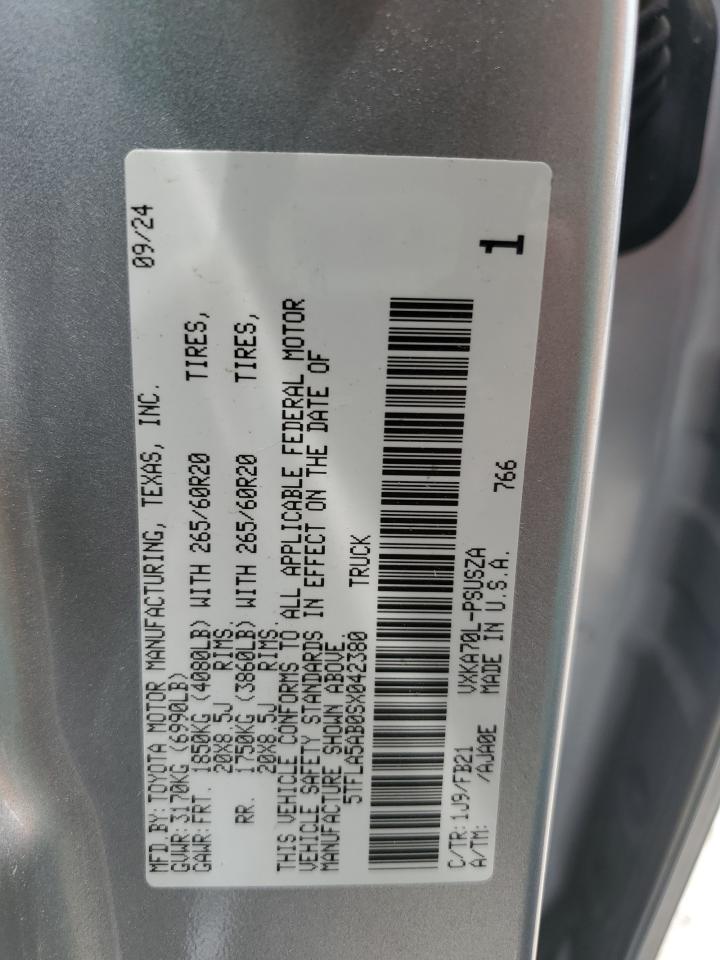 MFD.BY:TOYOTA MOTOR MANUFACTURING, TEXAS, INC. 09/24
GVWR:3170KG (6990LB)
GAWR:FRT. 1850KG (4080LB) WITH 265/60R20 TIRES,
20X8.5J RIMS.
RR. 1750KG (3860LB) WITH 265/60R20 TIRES,
20X8.5J RIMS.
THIS VEHICLE CONFORMS TO ALL APPLICABLE FEDERAL MOTOR
VEHICLE SAFETY STANDARDS IN EFFECT ON THE DATE OF
MANUFACTURE SHOWN ABOVE.
5TFLA5AB0SX042380 TRUCK
C/TR:1J9/FB21 VXKA70L-PSUSZA 766 1
A/TM: /AJA0E MADE IN U.S.A.